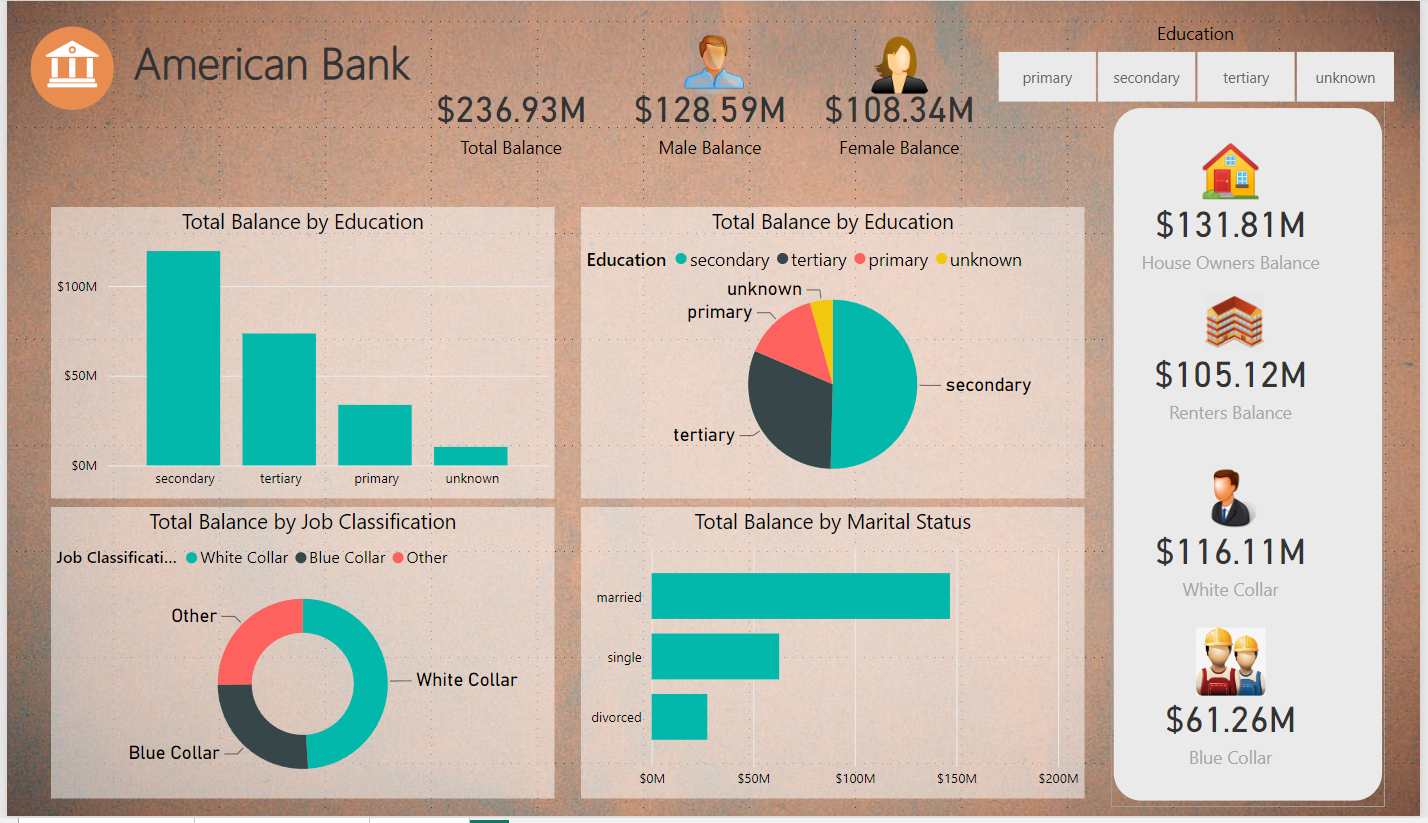 American Bank
$236.93M
Total Balance
$128.59M
Male Balance
$108.34M
Female Balance
Education
primary
secondary
tertiary
unknown
Total Balance by Education
$100M
$50M
$0M
secondary
tertiary
primary
unknown
Total Balance by Education
Education secondary tertiary primary unknown
unknown
primary
secondary
tertiary
Total Balance by Job Classification
Job Classificati... White Collar Blue Collar Other
Other
White Collar
Blue Collar
Total Balance by Marital Status
married
single
divorced
$0M
$50M
$100M
$150M
$200M
$131.81M
House Owners Balance
$105.12M
Renters Balance
$116.11M
White Collar
$61.26M
Blue Collar